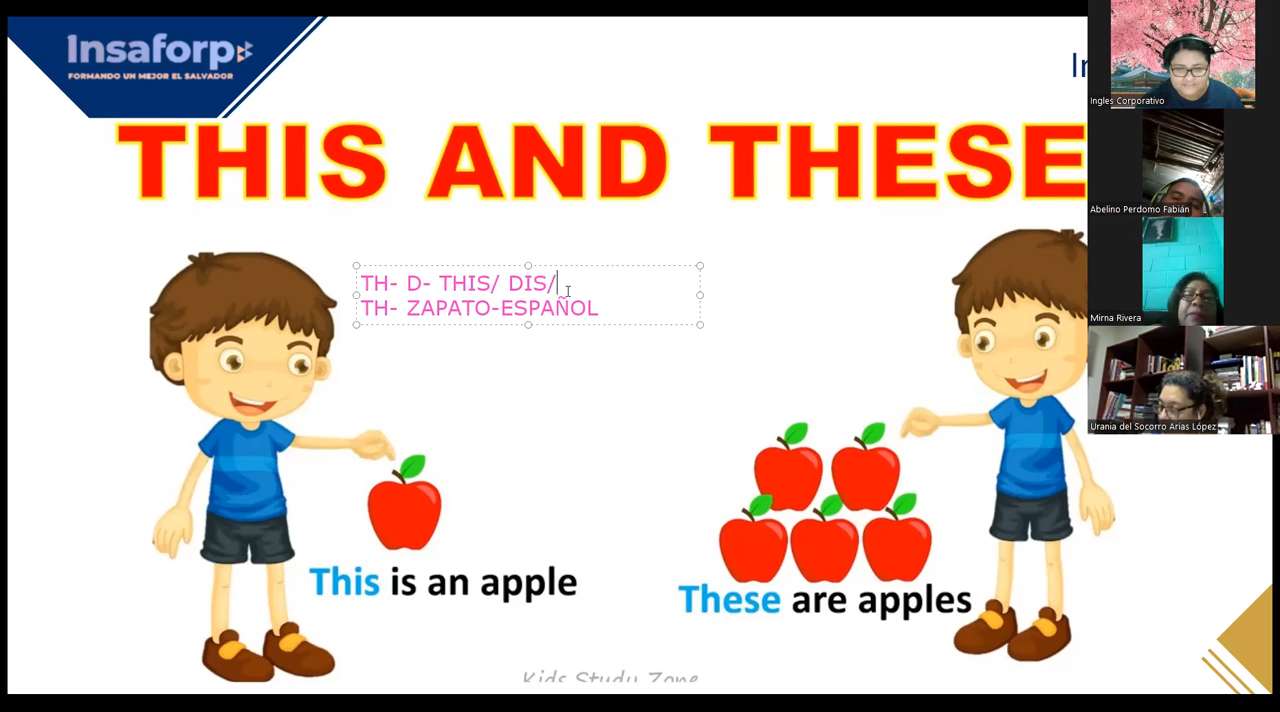 Insaforp
FORMANDO UN MEJOR EL SALVADOR
THIS AND THESE
TH- D- THIS/ DIS/
TH- ZAPATO-ESPAÑOL
This is an apple
These are apples
Kids Study Zone
Ingles Corporativo
Abelino Perdomo Fabián
Mirna Rivera
Urania del Socorro Arias López